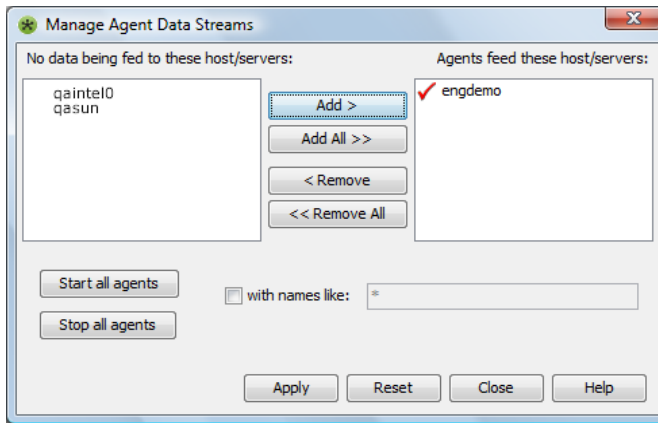 Manage Agent Data Streams
No data being fed to these host/servers:
Agents feed these host/servers:
qaintel0
qasun
Add >
Add All >>
< Remove
<< Remove All
engdemo
Start all agents
Stop all agents
with names like:
*
Apply
Reset
Close
Help